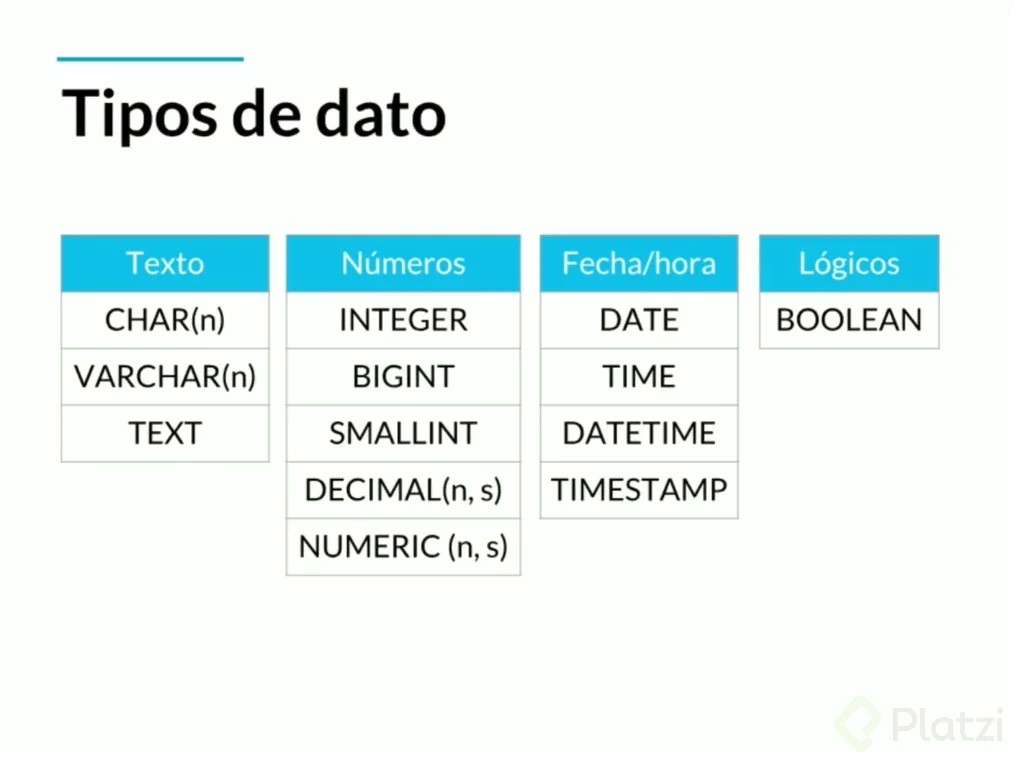 Tipos de dato
Texto
CHAR(n)
VARCHAR(n)
TEXT
Números
INTEGER
BIGINT
SMALLINT
DECIMAL(n, s)
NUMERIC (n, s)
Fecha/hora
DATE
TIME
DATETIME
TIMESTAMP
Lógicos
BOOLEAN
Platzi